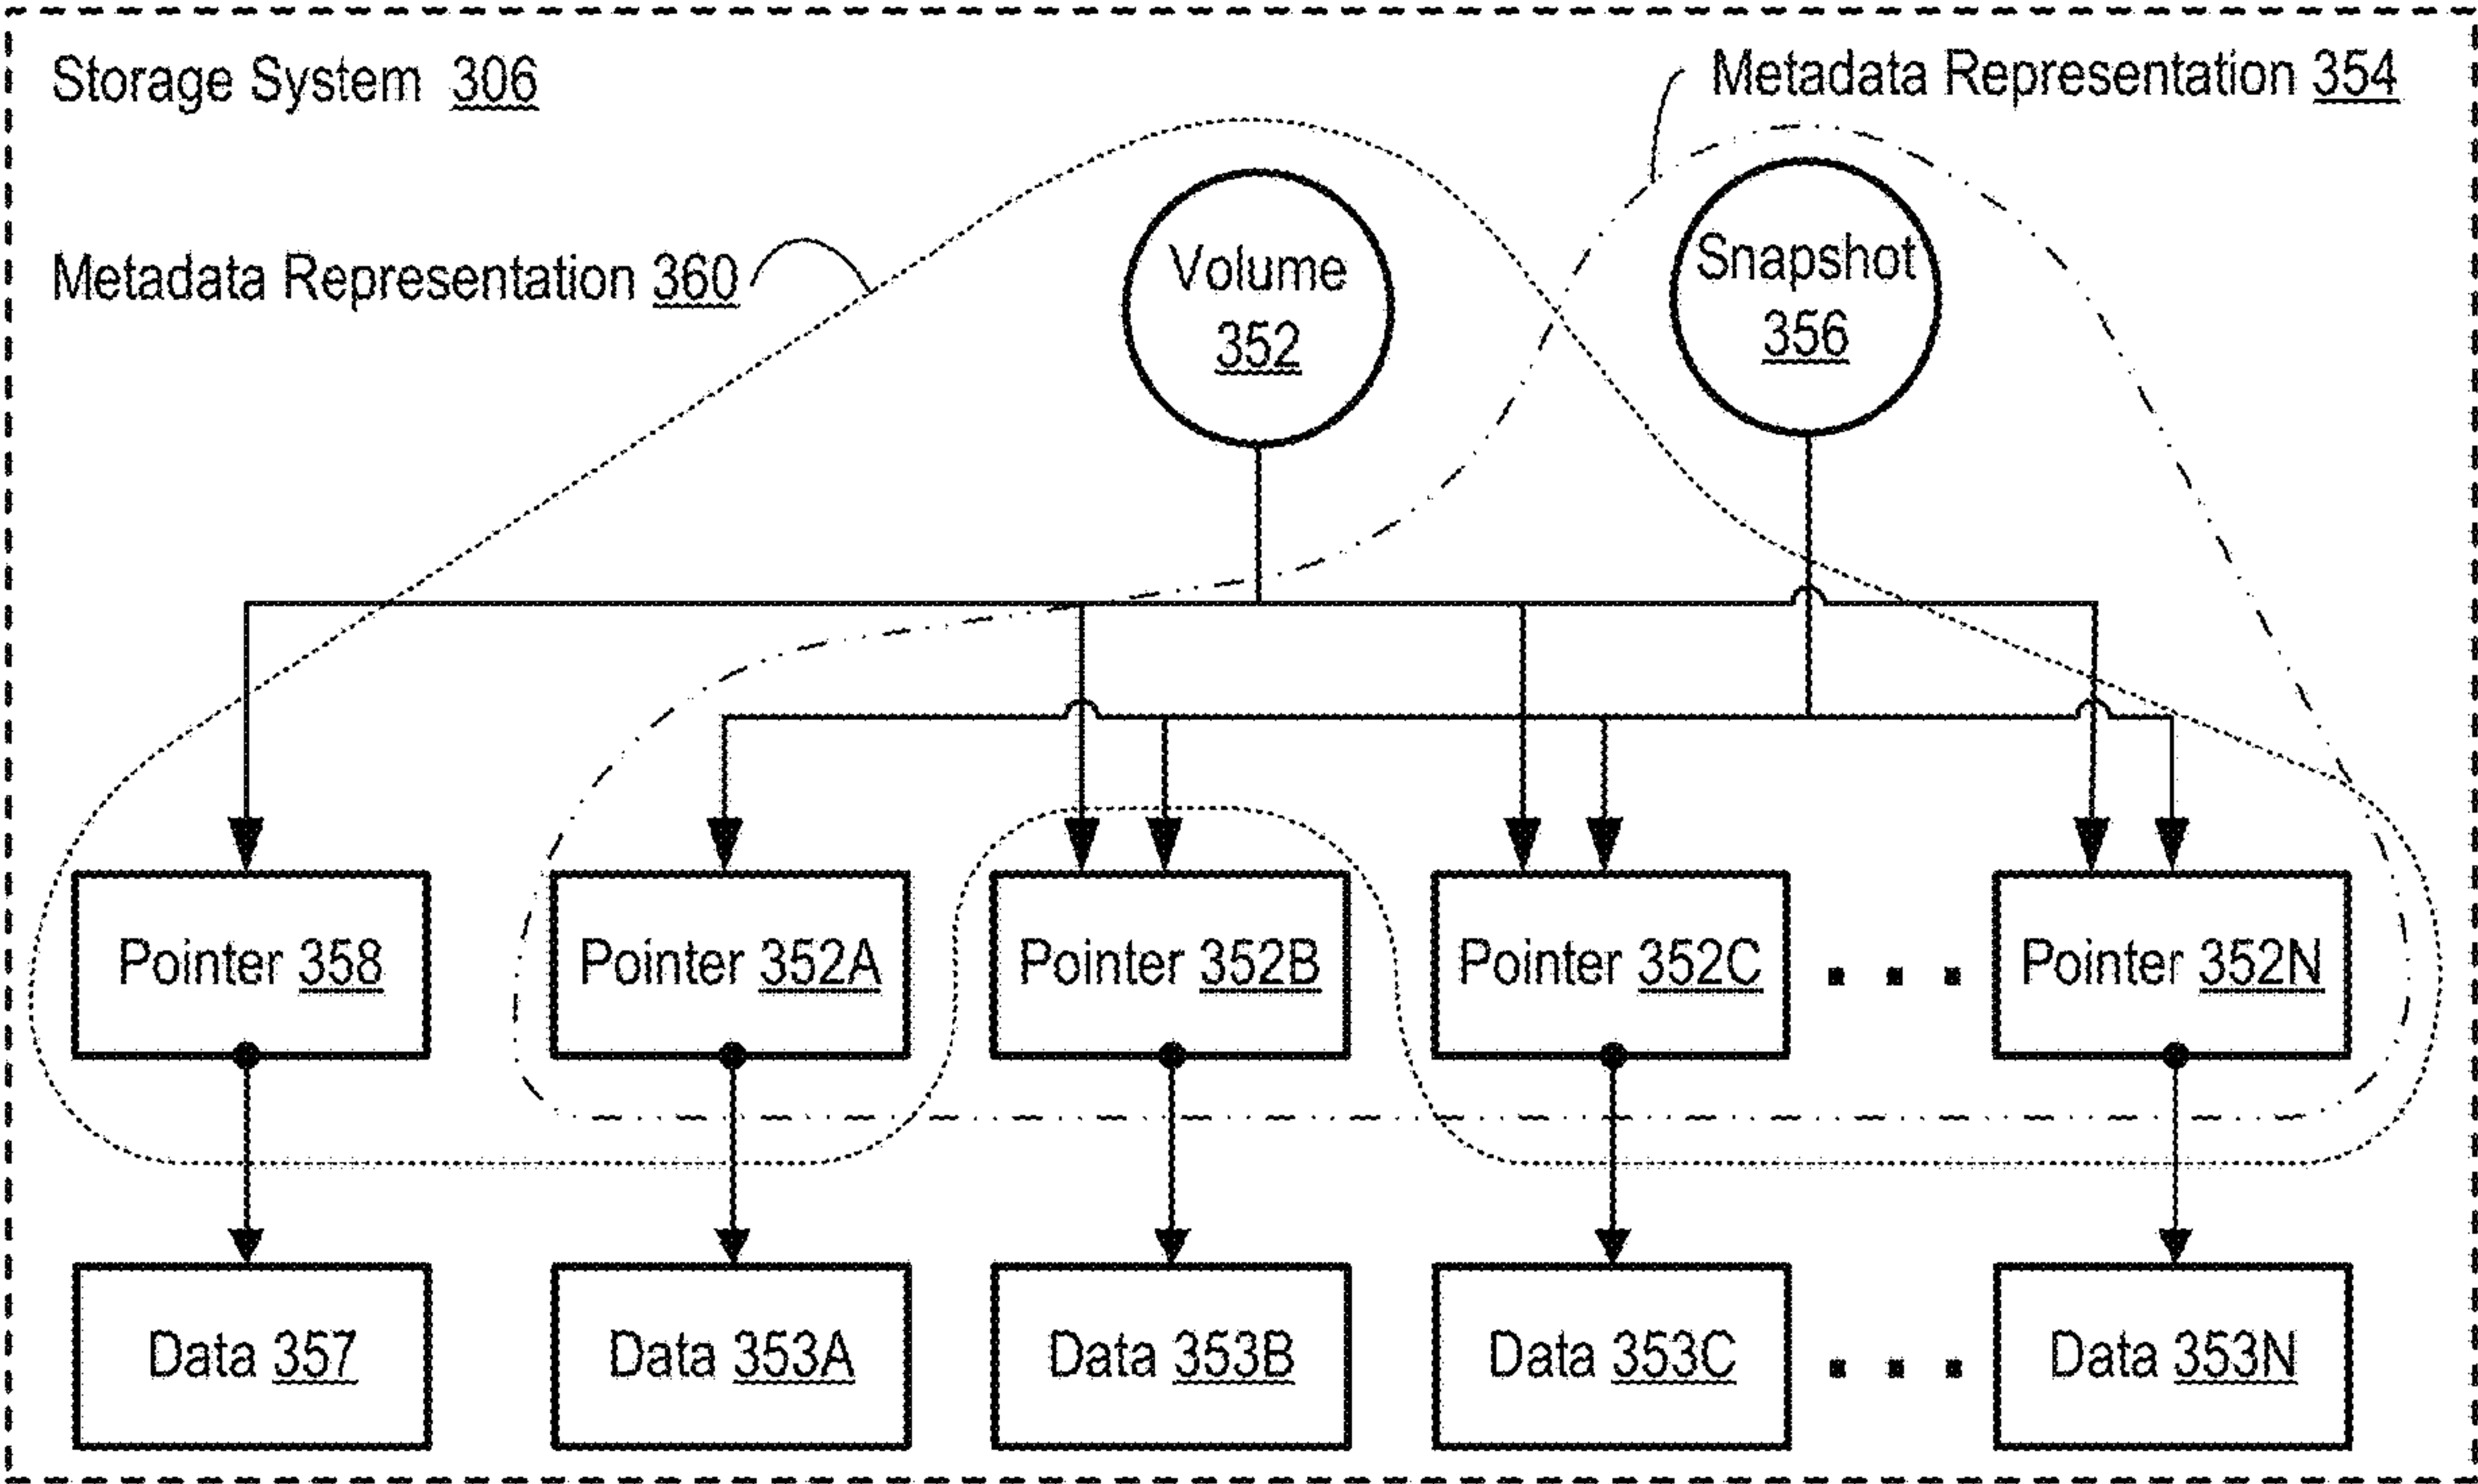 Storage System 306
Metadata Representation 354
Metadata Representation 360
Volume
352
Snapshot
356
Pointer 358
Pointer 352A
Pointer 352B
Pointer 352C
. . .
Pointer 352N
Data 357
Data 353A
Data 353B
Data 353C
. . .
Data 353N